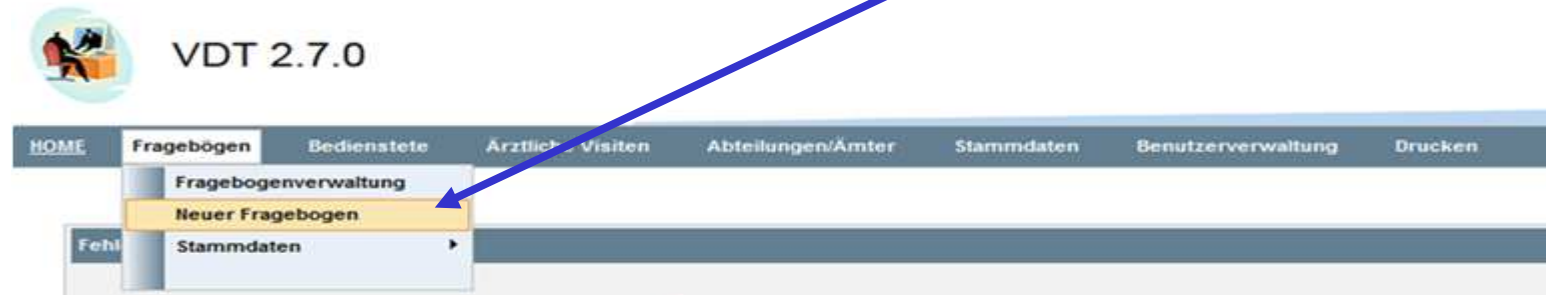 VDT 2.7.0
HOME Fragebögen Bedienstete Ärztliche Visiten Abteilungen/Ämter Stammdaten Benutzerverwaltung Drucken
Fragebogenverwaltung
Neuer Fragebogen
Stammdaten